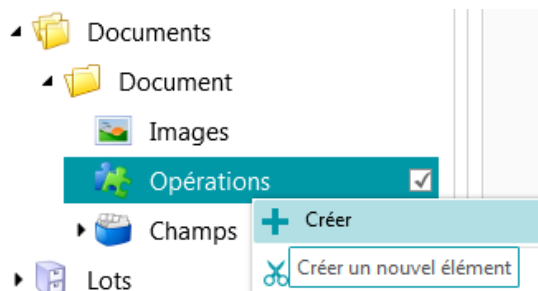 Documents
Document
Images
Opérations
Champs
Créer
Créer un nouvel élément
Lots